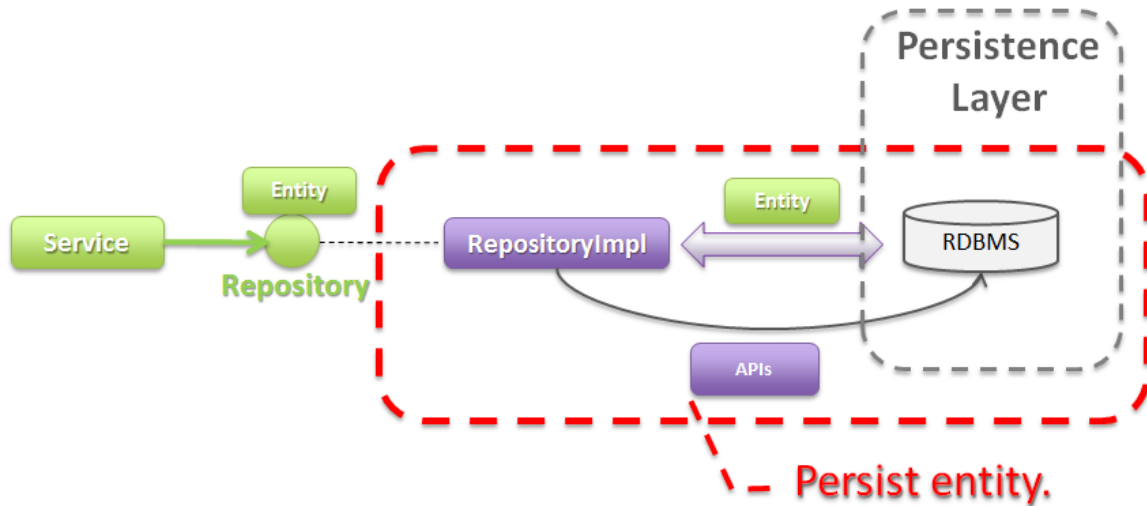 Persistence
Layer
Entity
Entity
Service
RepositoryImpl
RDBMS
Repository
APIs
Persist entity.